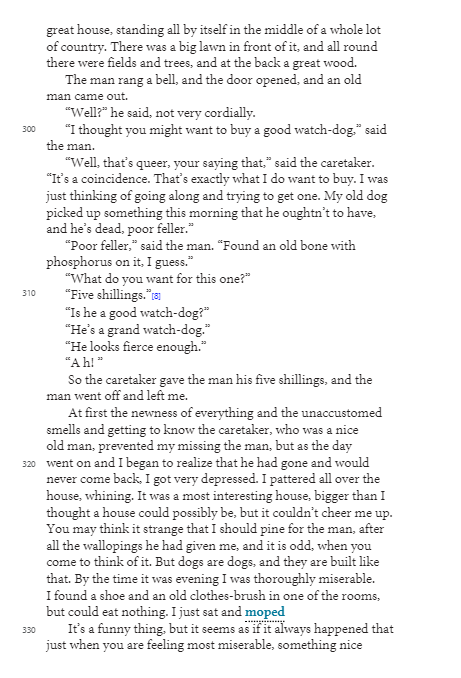 great house, standing all by itself in the middle of a whole lot
of country. There was a big lawn in front of it, and all round
there were fields and trees, and at the back a great wood.
The man rang a bell, and the door opened, and an old
man came out.
“Well?” he said, not very cordially.
300 “I thought you might want to buy a good watch-dog,” said
the man.
“Well, that’s queer, your saying that,” said the caretaker.
“It’s a coincidence. That’s exactly what I do want to buy. I was
just thinking of going along and trying to get one. My old dog
picked up something this morning that he oughtn’t to have,
and he’s dead, poor feller.”
“Poor feller,” said the man. “Found an old bone with
phosphorus on it, I guess.”
“What do you want for this one?”
310 “Five shillings.”[8]
“Is he a good watch-dog?”
“He’s a grand watch-dog.”
“He looks fierce enough.”
“A h! ”
So the caretaker gave the man his five shillings, and the
man went off and left me.
At first the newness of everything and the unaccustomed
smells and getting to know the caretaker, who was a nice
old man, prevented my missing the man, but as the day
320 went on and I began to realize that he had gone and would
never come back, I got very depressed. I pattered all over the
house, whining. It was a most interesting house, bigger than I
thought a house could possibly be, but it couldn’t cheer me up.
You may think it strange that I should pine for the man, after
all the wallopings he had given me, and it is odd, when you
come to think of it. But dogs are dogs, and they are built like
that. By the time it was evening I was thoroughly miserable.
I found a shoe and an old clothes-brush in one of the rooms,
but could eat nothing. I just sat and moped
330 It’s a funny thing, but it seems as if it always happened that
just when you are feeling most miserable, something nice